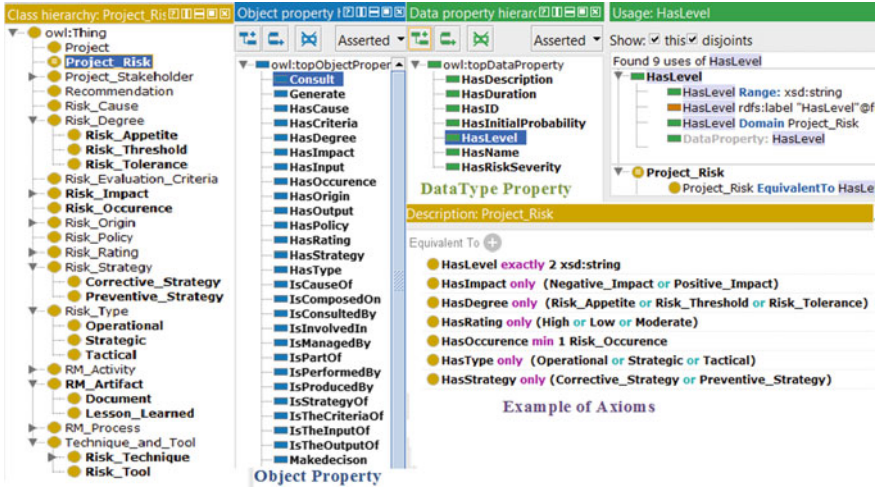 Class hierarchy: Project_Ris
owl:Thing
Project
Project_Risk
Project_Stakeholder
Recommendation
Risk_Cause
Risk_Degree
Risk_Appetite
Risk_Threshold
Risk_Tolerance
Risk_Evaluation_Criteria
Risk_Impact
Risk_Occurence
Risk_Origin
Risk_Policy
Risk_Rating
Risk_Strategy
Corrective_Strategy
Preventive_Strategy
Risk_Type
Operational
Strategic
Tactical
RM_Activity
RM_Artifact
Document
Lesson_Learned
RM_Process
Technique_and_Tool
Risk_Technique
Risk_Tool
Object property h
Asserted
owl:topObjectProper
Consult
Generate
HasCause
HasCriteria
HasDegree
HasImpact
HasInput
HasOccurence
HasOrigin
HasOutput
HasPolicy
HasRating
HasStrategy
HasType
IsCauseOf
IsComposedOn
IsConsultedBy
IsInvolvedIn
IsManagedBy
IsPartOf
IsPerformedBy
IsProducedBy
IsStrategyOf
IsTheCriteriaOf
IsTheInputOf
IsTheOutputOf
Makedecison
Object Property
Data property hierarc
Asserted
owl:topDataProperty
HasDescription
HasDuration
HasID
HasInitialProbability
HasLevel
HasName
HasRiskSeverity
DataType Property
Usage: HasLevel
Show: this disjoints
Found 9 uses of HasLevel
HasLevel
HasLevel Range: xsd:string
HasLevel rdfs:label "HasLevel"@f
HasLevel Domain Project_Risk
DataProperty: HasLevel
Project_Risk
Project_Risk EquivalentTo HasLe
Description: Project_Risk
Equivalent To
HasLevel exactly 2 xsd:string
HasImpact only (Negative_Impact or Positive_Impact)
HasDegree only (Risk_Appetite or Risk_Threshold or Risk_Tolerance)
HasRating only (High or Low or Moderate)
HasOccurence min 1 Risk_Occurence
HasType only (Operational or Strategic or Tactical)
HasStrategy only (Corrective_Strategy or Preventive_Strategy)
Example of Axioms